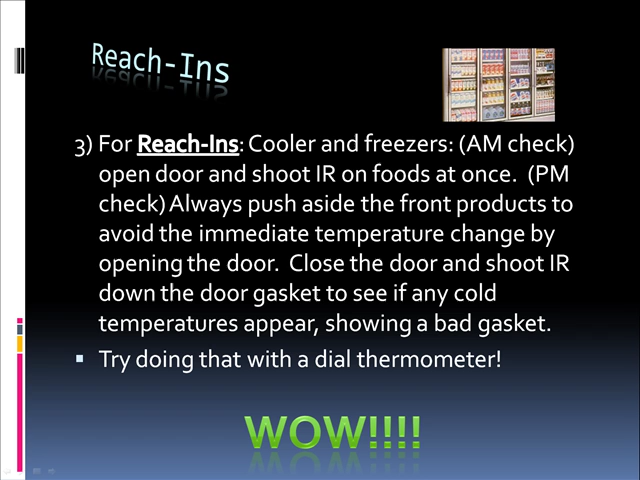 Reach-Ins
3) For Reach-Ins: Cooler and freezers: (AM check)
open door and shoot IR on foods at once.  (PM
check) Always push aside the front products to
avoid the immediate temperature change by
opening the door.  Close the door and shoot IR
down the door gasket to see if any cold
temperatures appear, showing a bad gasket.
▪ Try doing that with a dial thermometer!
WOW!!!!